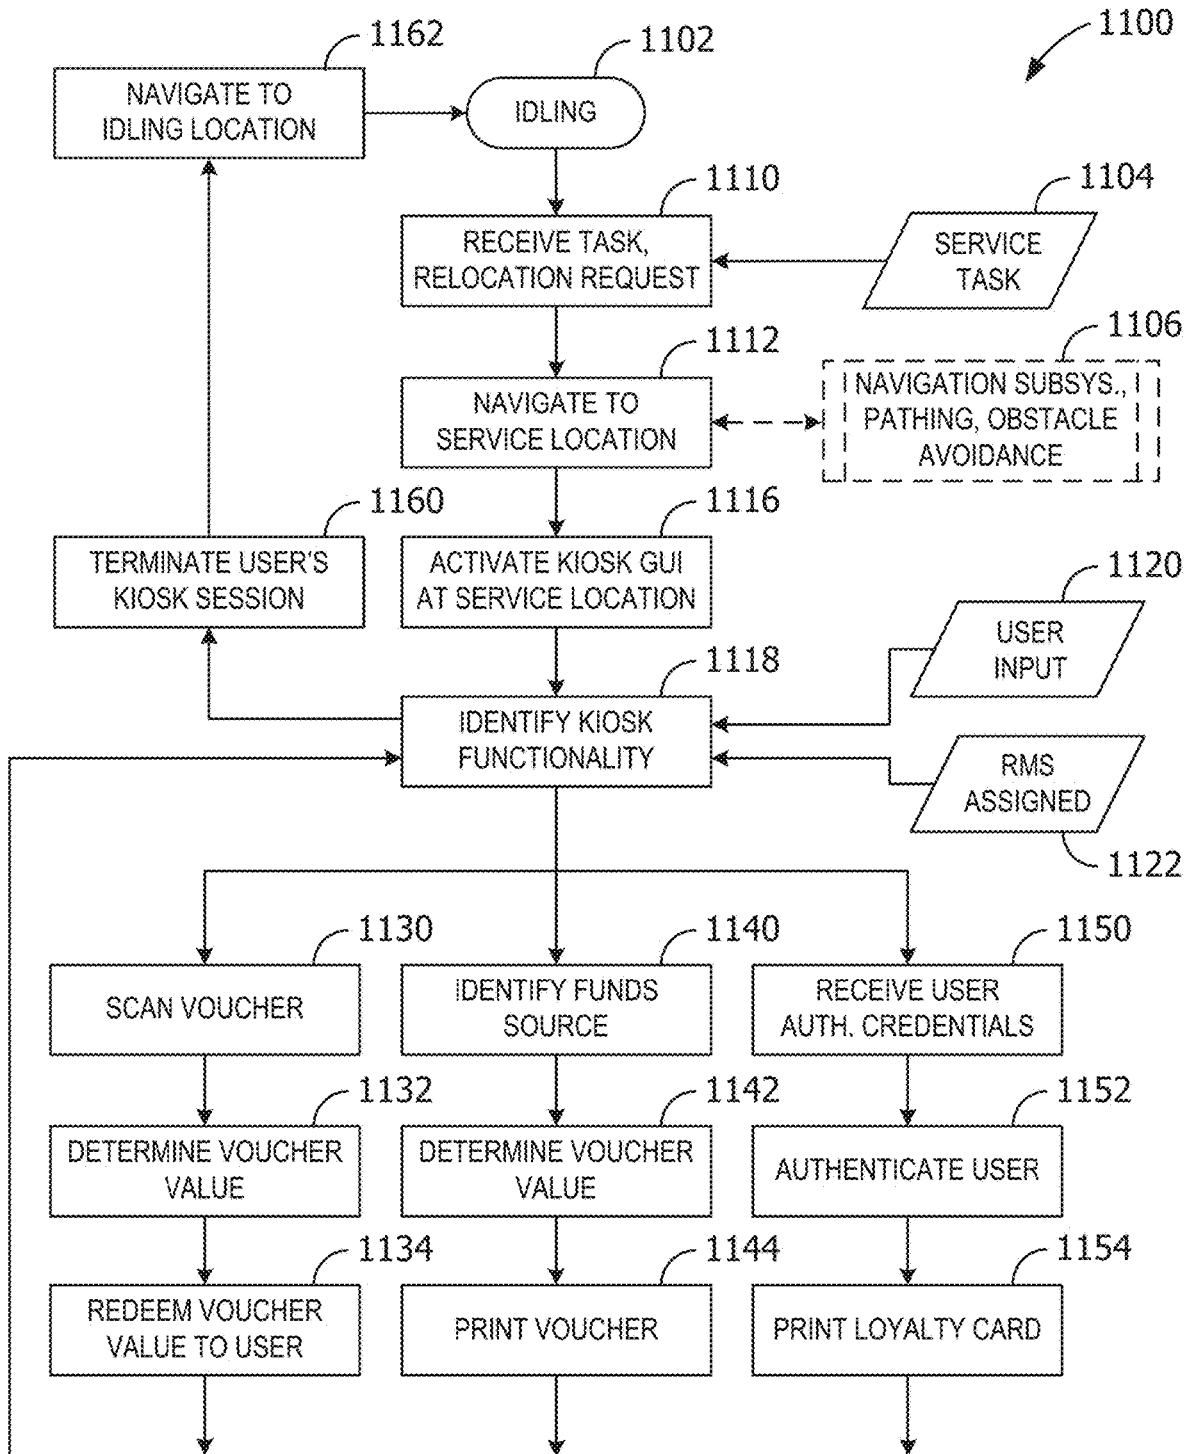 1162
1102
1100
NAVIGATE TO
IDLING LOCATION
IDLING
1110
1104
RECEIVE TASK,
RELOCATION REQUEST
SERVICE
TASK
1112
1106
NAVIGATE TO
SERVICE LOCATION
NAVIGATION SUBSYS.,
PATHING, OBSTACLE
AVOIDANCE
1160
1116
TERMINATE USER'S
KIOSK SESSION
ACTIVATE KIOSK GUI
AT SERVICE LOCATION
1120
USER
INPUT
1118
IDENTIFY KIOSK
FUNCTIONALITY
RMS
ASSIGNED
1122
1130
1140
1150
SCAN VOUCHER
IDENTIFY FUNDS
SOURCE
RECEIVE USER
AUTH. CREDENTIALS
1132
1142
1152
DETERMINE VOUCHER
VALUE
DETERMINE VOUCHER
VALUE
AUTHENTICATE USER
1134
1144
1154
REDEEM VOUCHER
VALUE TO USER
PRINT VOUCHER
PRINT LOYALTY CARD